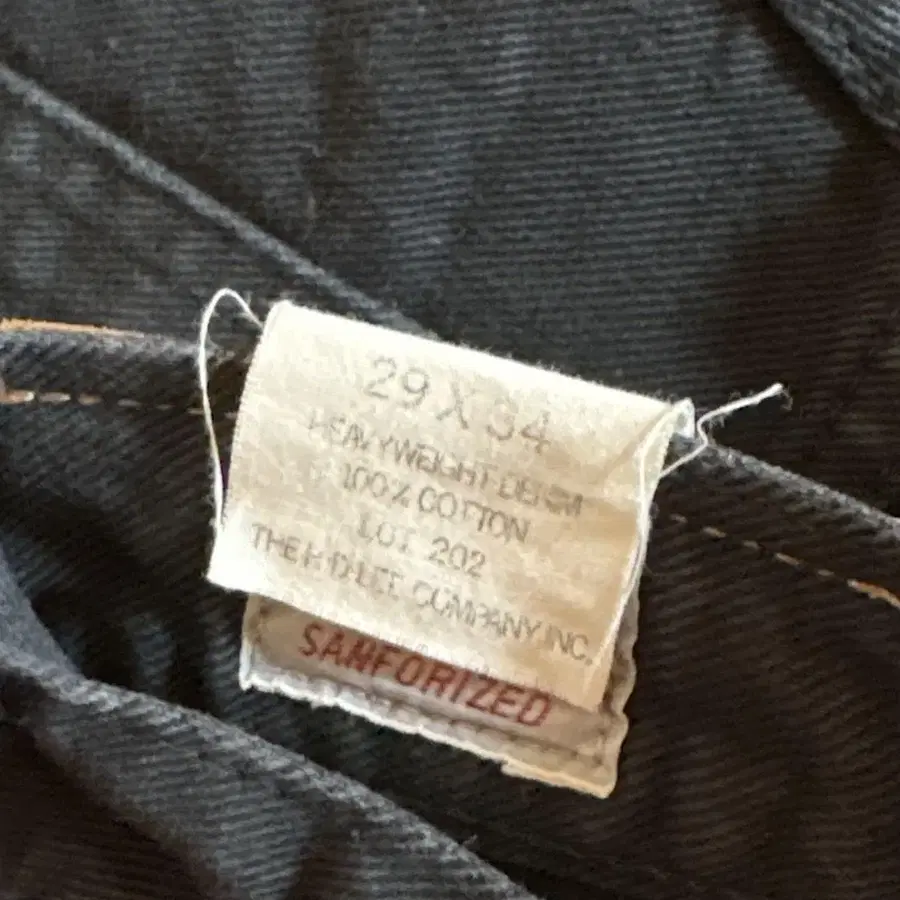 29 X 34
HEAVYWEIGHT DENIM
100% COTTON
LOT 202
THE H·D·LEE COMPANY, INC.
SANFORIZED